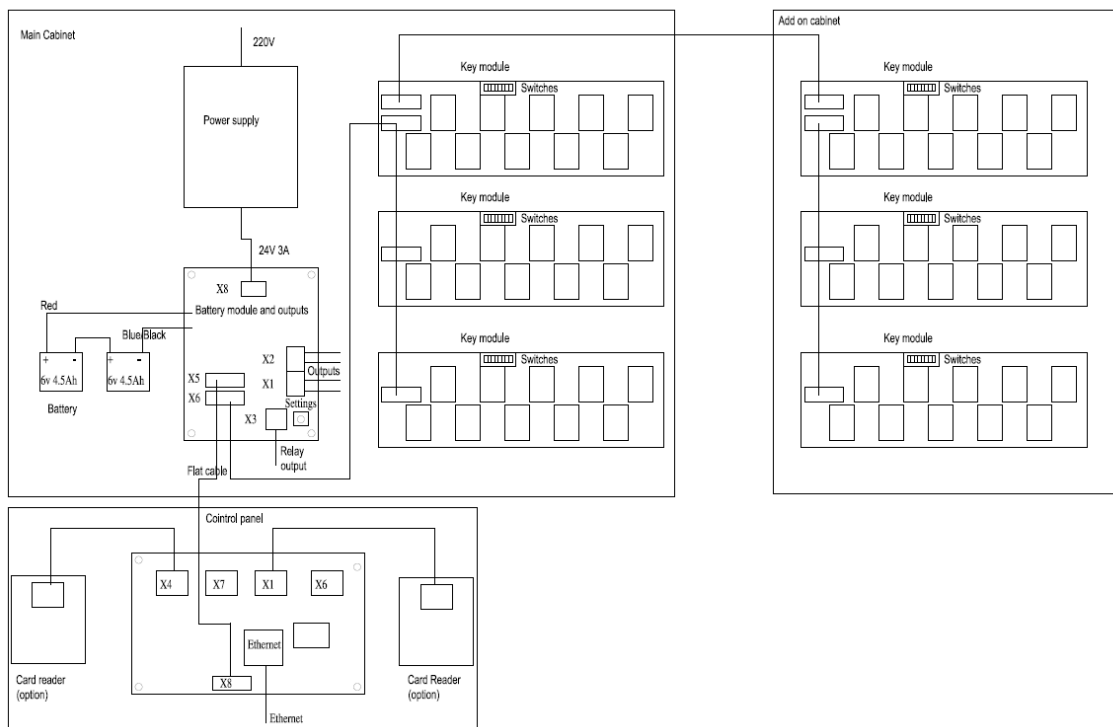 Main Cabinet
220V
Power supply
24V 3A
X8
Battery module and outputs
Red
Blue/Black
+ -
+ -
6v 4.5Ah
6v 4.5Ah
Battery
X5
X6
X2
Outputs
X1
Settings
X3
Relay
output
Flat cable
Key module
Switches
Key module
Switches
Key module
Switches
Add on cabinet
Key module
Switches
Key module
Switches
Key module
Switches
Cointrol panel
X4
X7
X1
X6
Ethernet
X8
Ethernet
Card reader
(option)
Card Reader
(option)